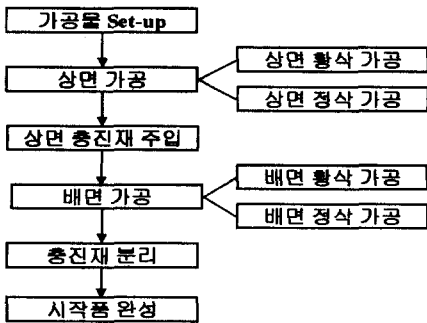 가공물 Set-up
상면 가공
상면 황삭 가공
상면 정삭 가공
상면 충진재 주입
배면 가공
배면 황삭 가공
배면 정삭 가공
충진재 분리
시작품 완성